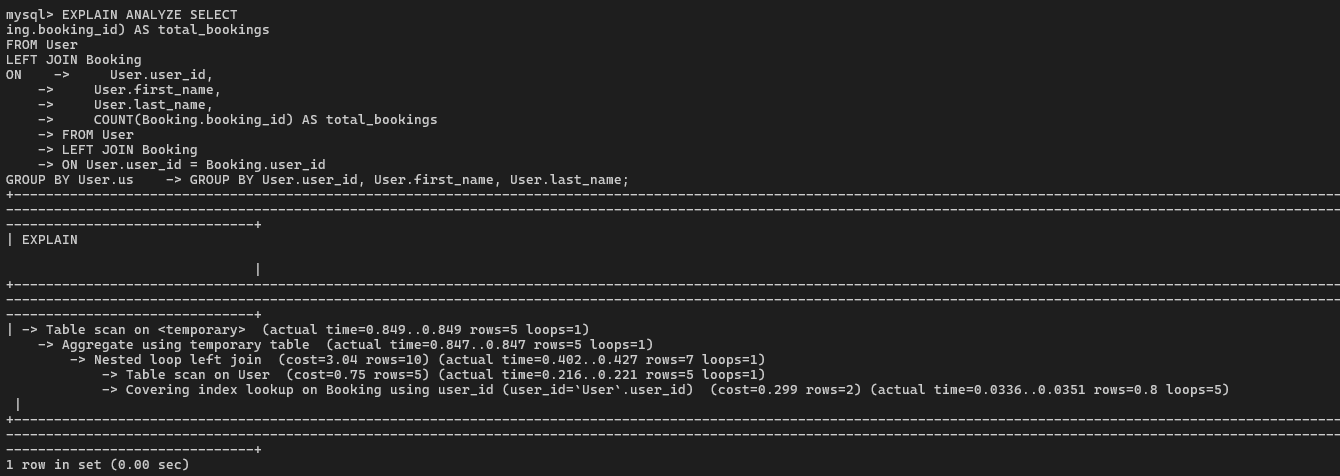 mysql> EXPLAIN ANALYZE SELECT
ing.booking_id) AS total_bookings
FROM User
LEFT JOIN Booking
ON    ->     User.user_id,
    ->     User.first_name,
    ->     User.last_name,
    ->     COUNT(Booking.booking_id) AS total_bookings
    -> FROM User
    -> LEFT JOIN Booking
    -> ON User.user_id = Booking.user_id
GROUP BY User.us    -> GROUP BY User.user_id, User.first_name, User.last_name;
| EXPLAIN
|
| -> Table scan on <temporary>  (actual time=0.849..0.849 rows=5 loops=1)
    -> Aggregate using temporary table  (actual time=0.847..0.847 rows=5 loops=1)
        -> Nested loop left join  (cost=3.04 rows=10) (actual time=0.402..0.427 rows=7 loops=1)
            -> Table scan on User  (cost=0.75 rows=5) (actual time=0.216..0.221 rows=5 loops=1)
            -> Covering index lookup on Booking using user_id (user_id=`User`.user_id)  (cost=0.299 rows=2) (actual time=0.0336..0.0351 rows=0.8 loops=5)
 |
1 row in set (0.00 sec)